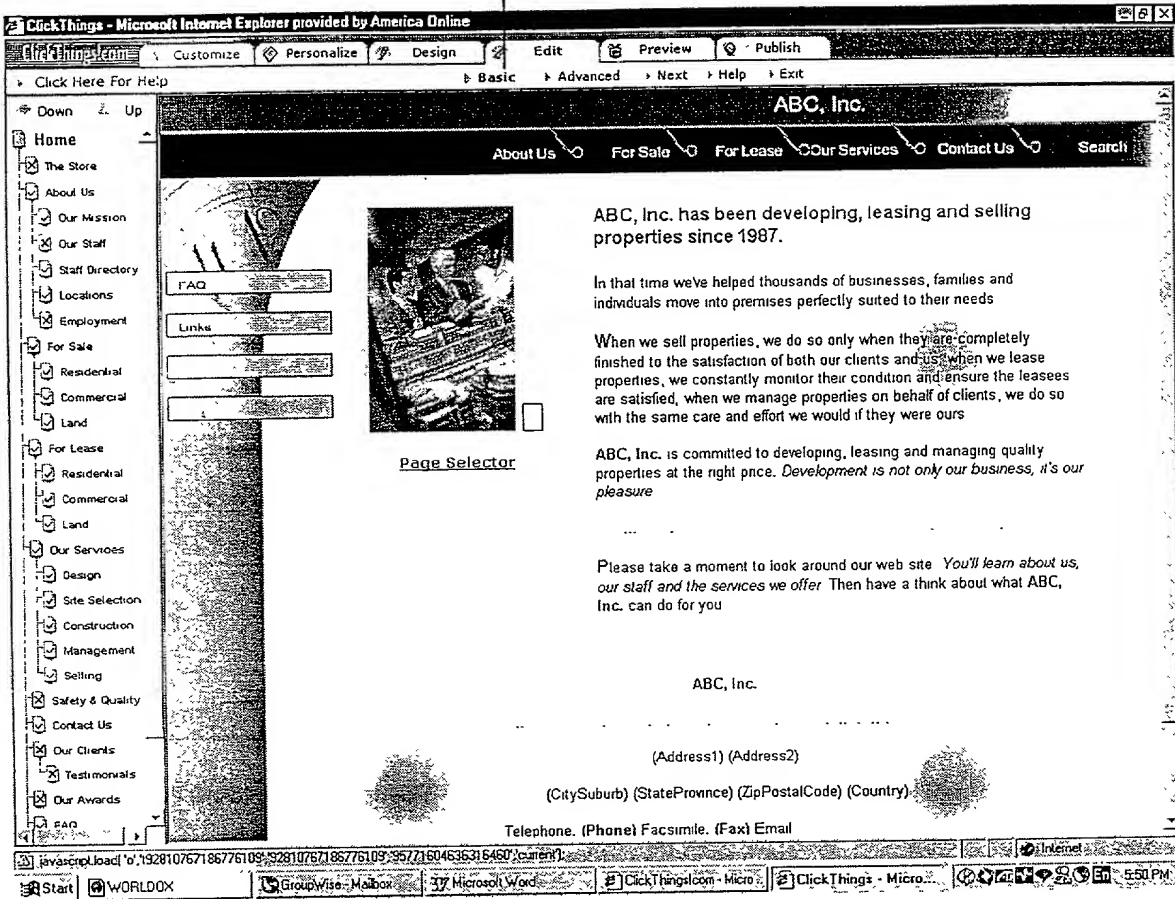 ClickThings - Microsoft Internet Explorer provided by America Online
ClickThings.com Customize Personalize Design Edit Preview Publish
Click Here For Help Basic Advanced Next Help Exit
Down Up
Home
The Store
About Us
Our Mission
Our Staff
Staff Directory
Locations
Employment
For Sale
Residential
Commercial
Land
For Lease
Residential
Commercial
Land
Our Services
Design
Site Selection
Construction
Management
Selling
Safety & Quality
Contact Us
Our Clients
Testimonials
Our Awards
FAQ
ABC, Inc.
About Us For Sale For Lease Our Services Contact Us Search
FAQ
Links
Page Selector
ABC, Inc. has been developing, leasing and selling
properties since 1987.
In that time we've helped thousands of businesses, families and
individuals move into premises perfectly suited to their needs
When we sell properties, we do so only when they are completely
finished to the satisfaction of both our clients and us, when we lease
properties, we constantly monitor their condition and ensure the leasees
are satisfied, when we manage properties on behalf of clients, we do so
with the same care and effort we would if they were ours
ABC, Inc. is committed to developing, leasing and managing quality
properties at the right price. Development is not only our business, it's our
pleasure
Please take a moment to look around our web site You'll learn about us,
our staff and the services we offer Then have a think about what ABC,
Inc. can do for you
ABC, Inc.
(Address1) (Address2)
(CitySuburb) (StateProvince) (ZipPostalCode) (Country)
Telephone. (Phone) Facsimile. (Fax) Email
Internet
Start WORLDOX GroupWise - Mailbox Microsoft Word ClickThings|com - Micro... ClickThings - Micro... 5:50 PM